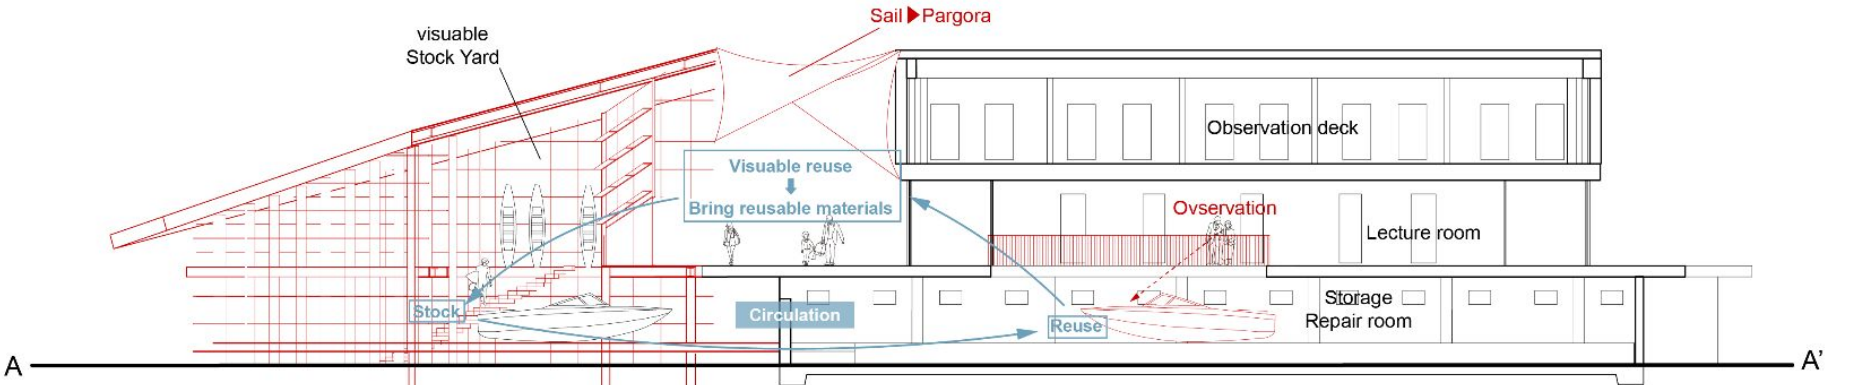 Sail▶Pargora
visuable
Stock Yard
Observation deck
Visuable reuse
Bring reusable materials
Ovservation
Lecture room
Stock
Circulation
Reuse
Storage
Repair room
A
A'